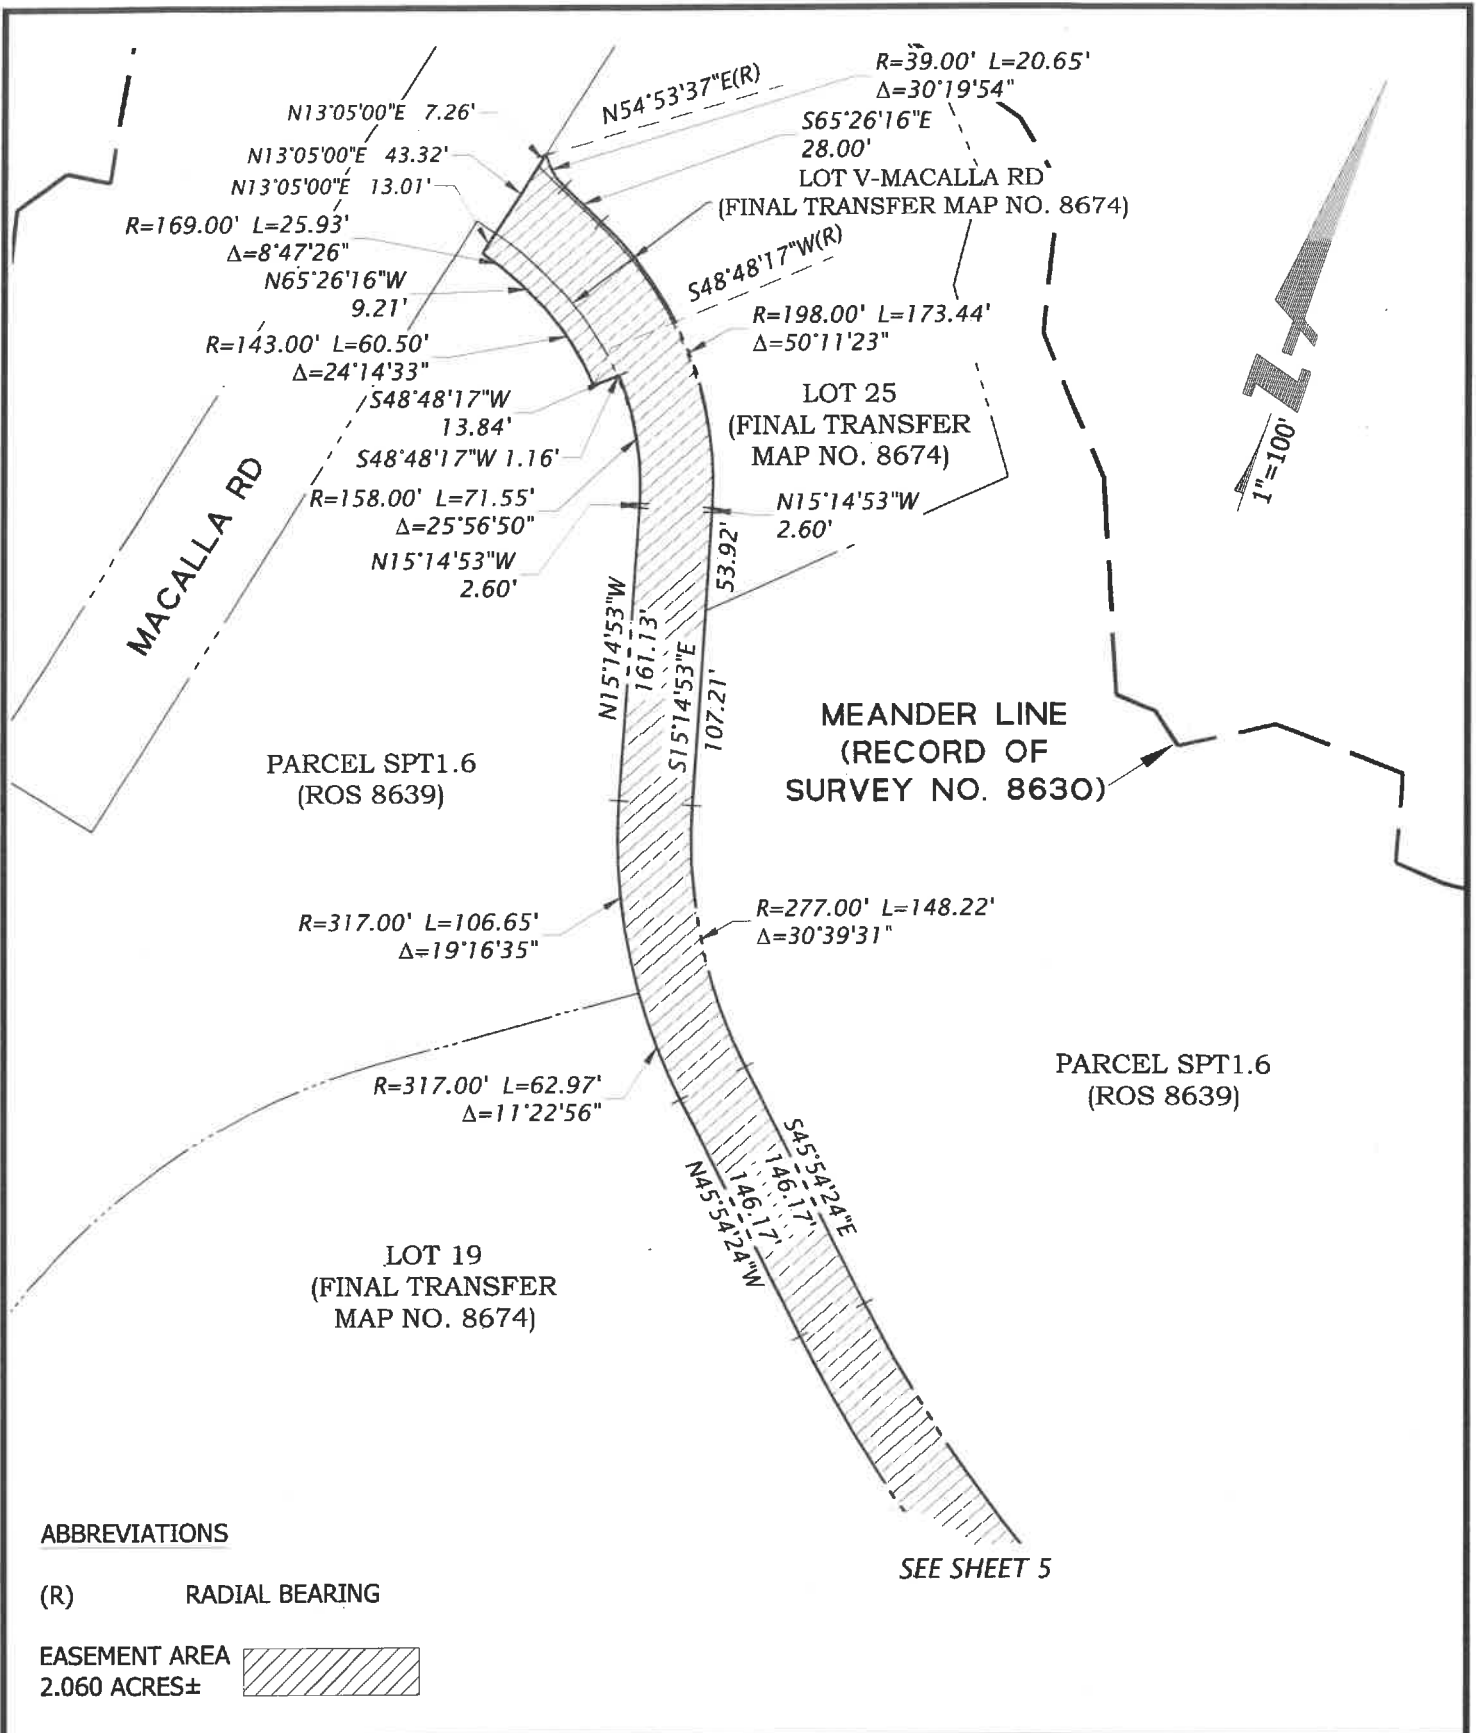 R=39.00' L=20.65'
Δ=30°19'54"
N54°53'37"E(R)
N13°05'00"E 7.26'
S65°26'16"E
28.00'
N13°05'00"E 43.32'
LOT V-MACALLA RD
(FINAL TRANSFER MAP NO. 8674)
N13°05'00"E 13.01'
R=169.00' L=25.93'
Δ=8°47'26"
S48°48'17"W(R)
N65°26'16"W
9.21'
R=198.00' L=173.44'
Δ=50°11'23"
R=143.00' L=60.50'
Δ=24°14'33"
LOT 25
(FINAL TRANSFER
MAP NO. 8674)
S48°48'17"W
13.84'
S48°48'17"W 1.16'
1"=100'
Z
R=158.00' L=71.55'
Δ=25°56'50"
N15°14'53"W
2.60'
N15°14'53"W
2.60'
MACALLA RD
53.92'
N15°14'53"W
161.13'
S15°14'53"E
107.21'
MEANDER LINE
(RECORD OF
SURVEY NO. 8630)
PARCEL SPT1.6
(ROS 8639)
R=317.00' L=106.65'
Δ=19°16'35"
R=277.00' L=148.22'
Δ=30°39'31"
PARCEL SPT1.6
(ROS 8639)
R=317.00' L=62.97'
Δ=11°22'56"
S45°54'24"E
146.17'
146.17'
N45°54'24"W
LOT 19
(FINAL TRANSFER
MAP NO. 8674)
SEE SHEET 5
ABBREVIATIONS
(R) RADIAL BEARING
EASEMENT AREA
2.060 ACRES±